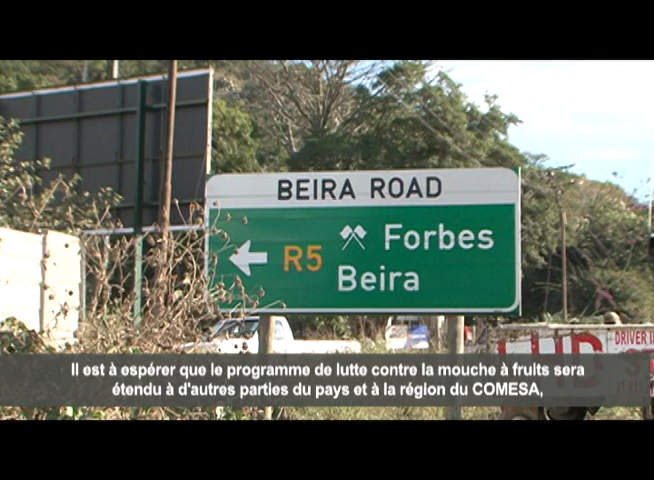 BEIRA ROAD
R5 Forbes
Beira
DRIVER
Il est à espérer que le programme de lutte contre la mouche à fruits sera
étendu à d'autres parties du pays et à la région du COMESA,